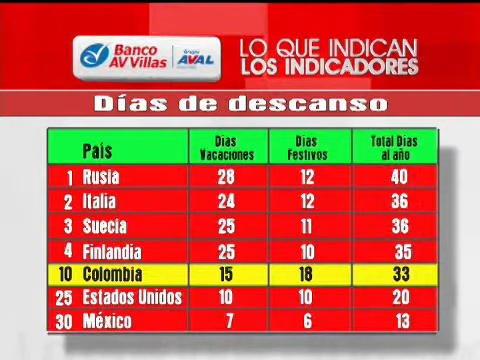 Banco
AV Villas
Grupo
AVAL
LO QUE INDICAN
LOS INDICADORES
Días de descanso
País Días Vacaciones Días Festivos Total Días al año
1 Rusia 28 12 40
2 Italia 24 12 36
3 Suecia 25 11 36
4 Finlandia 25 10 35
10 Colombia 15 18 33
25 Estados Unidos 10 10 20
30 México 7 6 13